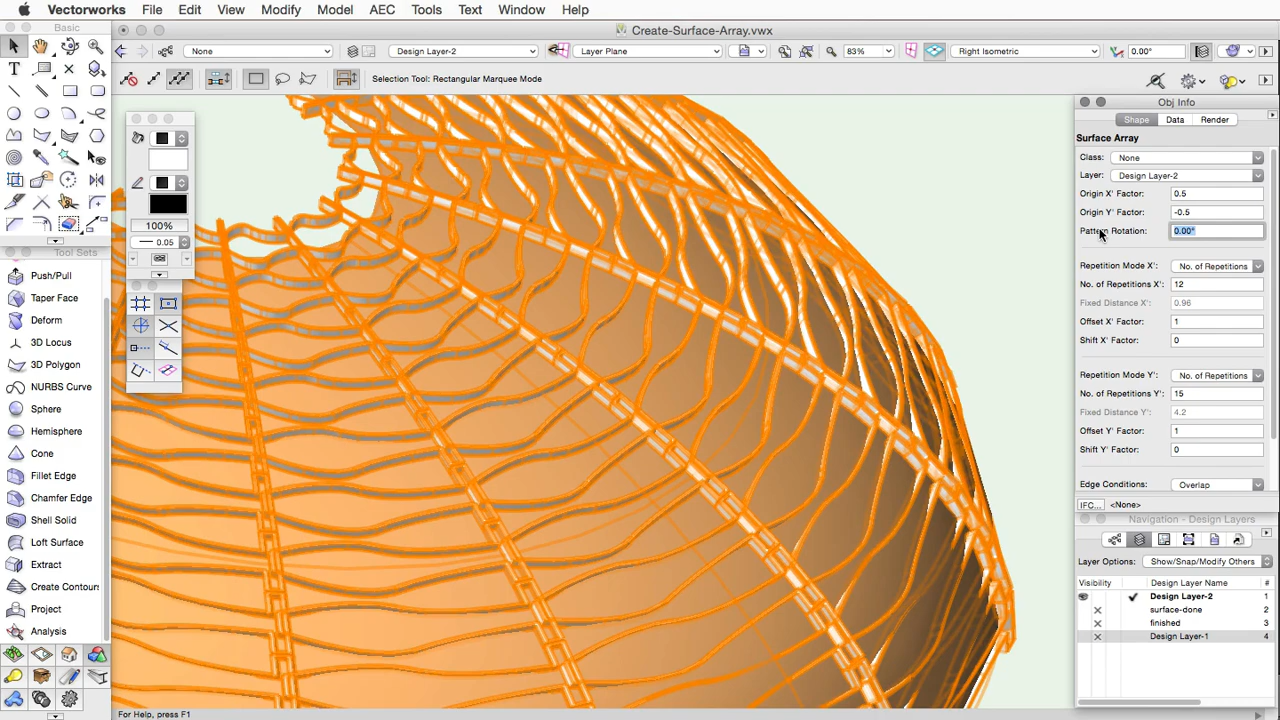 Vectorworks File Edit View Modify Model AEC Tools Text Window Help
Basic
Create-Surface-Array.vwx
None
Design Layer-2
Layer Plane
83%
Right Isometric
0.00°
Selection Tool: Rectangular Marquee Mode
100%
0.05
Tool Sets
Push/Pull
Taper Face
Deform
3D Locus
3D Polygon
NURBS Curve
Sphere
Hemisphere
Cone
Fillet Edge
Chamfer Edge
Shell Solid
Loft Surface
Extract
Create Contours
Project
Analysis
Obj Info
Shape Data Render
Surface Array
Class: None
Layer: Design Layer-2
Origin X' Factor: 0.5
Origin Y' Factor: -0.5
Pattern Rotation: 0.00°
Repetition Mode X': No. of Repetitions
No. of Repetitions X': 12
Fixed Distance X': 0.96
Offset X' Factor: 1
Shift X' Factor: 0
Repetition Mode Y': No. of Repetitions
No. of Repetitions Y': 15
Fixed Distance Y': 4.2
Offset Y' Factor: 1
Shift Y' Factor: 0
Edge Conditions: Overlap
IFC... <None>
Navigation - Design Layers
Layer Options: Show/Snap/Modify Others
Visibility Design Layer Name #
Design Layer-2 1
surface-done 2
finished 3
Design Layer-1 4
For Help, press F1